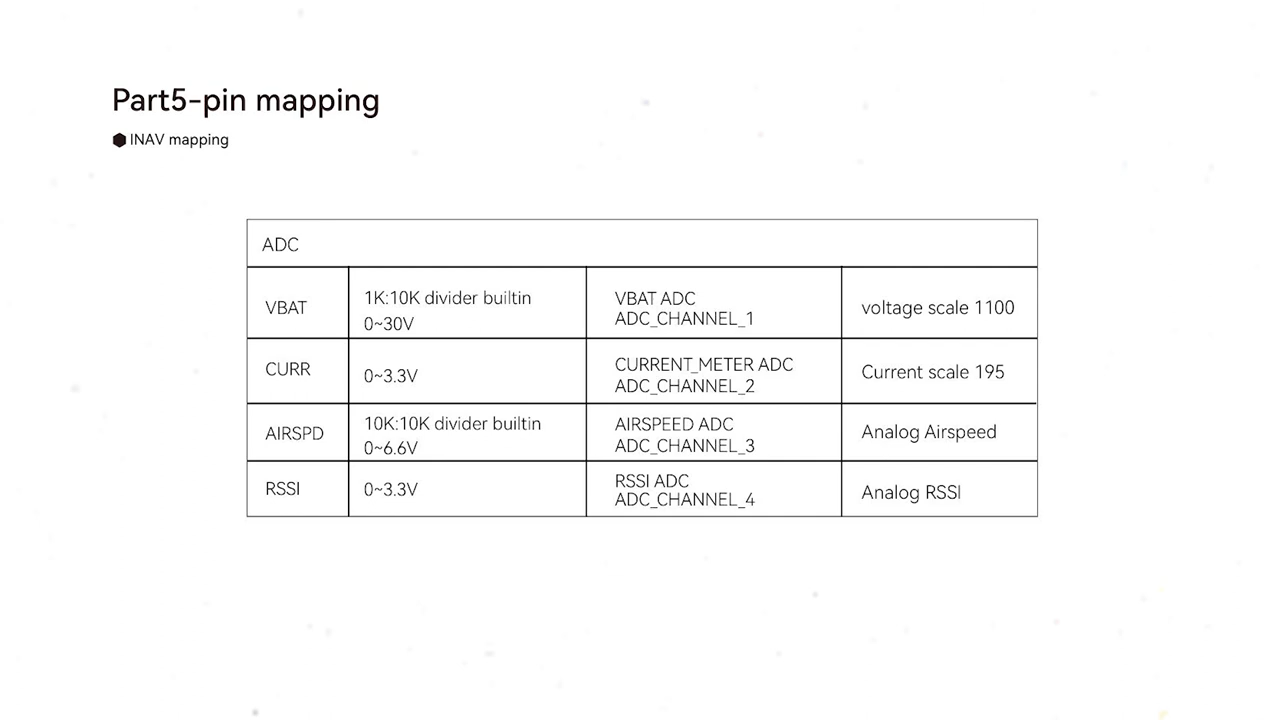 Part5-pin mapping
INAV mapping
ADC
VBAT
1K:10K divider builtin
0~30V
VBAT ADC
ADC_CHANNEL_1
voltage scale 1100
CURR
0~3.3V
CURRENT_METER ADC
ADC_CHANNEL_2
Current scale 195
AIRSPD
10K:10K divider builtin
0~6.6V
AIRSPEED ADC
ADC_CHANNEL_3
Analog Airspeed
RSSI
0~3.3V
RSSI ADC
ADC_CHANNEL_4
Analog RSSI